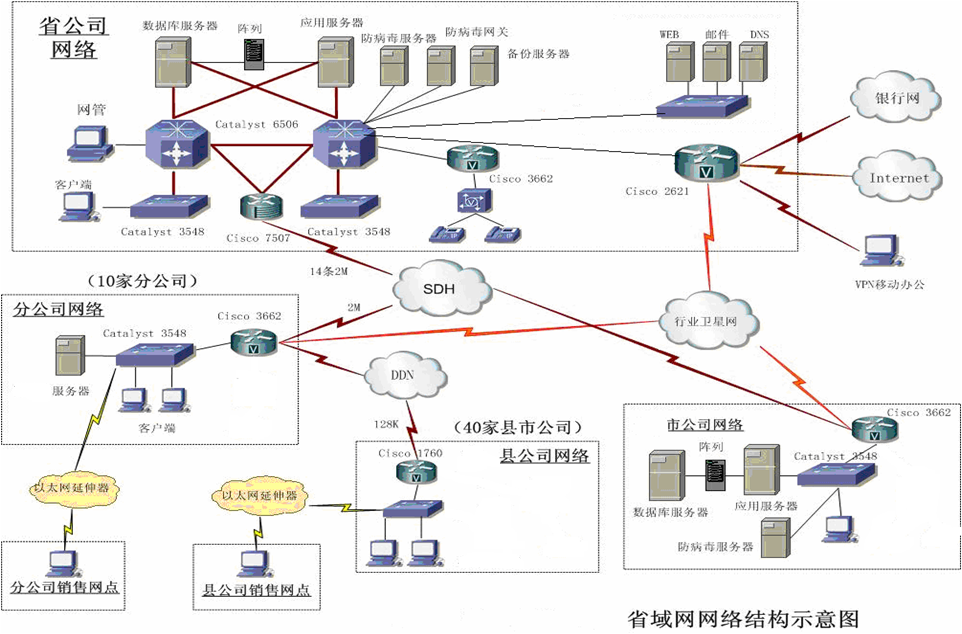 省公司
网络
数据库服务器
阵列
应用服务器
防病毒服务器
防病毒网关
备份服务器
WEB
邮件
DNS
网管
Catalyst 6506
银行网
客户端
Cisco 3662
Cisco 2621
Internet
Catalyst 3548
Cisco 7507
Catalyst 3548
14条2M
SDH
VPN移动办公
(10家分公司)
分公司网络
Cisco 3662
2M
行业卫星网
Catalyst 3548
服务器
客户端
DDN
128K
(40家县市公司)
Cisco 1760
县公司网络
市公司网络
Cisco 3662
阵列
Catalyst 3548
数据库服务器
应用服务器
防病毒服务器
以太网延伸器
以太网延伸器
分公司销售网点
县公司销售网点
省域网网络结构示意图